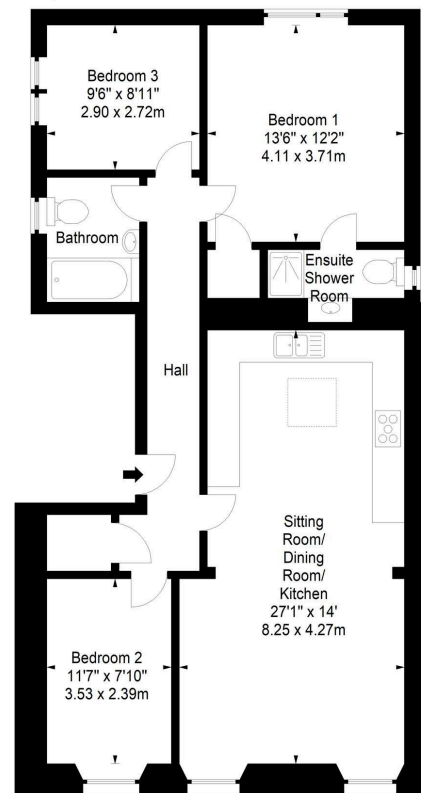 Bedroom 3
9'6" x 8'11"
2.90 x 2.72m
Bedroom 1
13'6" x 12'2"
4.11 x 3.71m
Bathroom
Ensuite
Shower
Room
Hall
Sitting
Room/
Dining
Room/
Kitchen
27'1" x 14'
8.25 x 4.27m
Bedroom 2
11'7" x 7'10"
3.53 x 2.39m